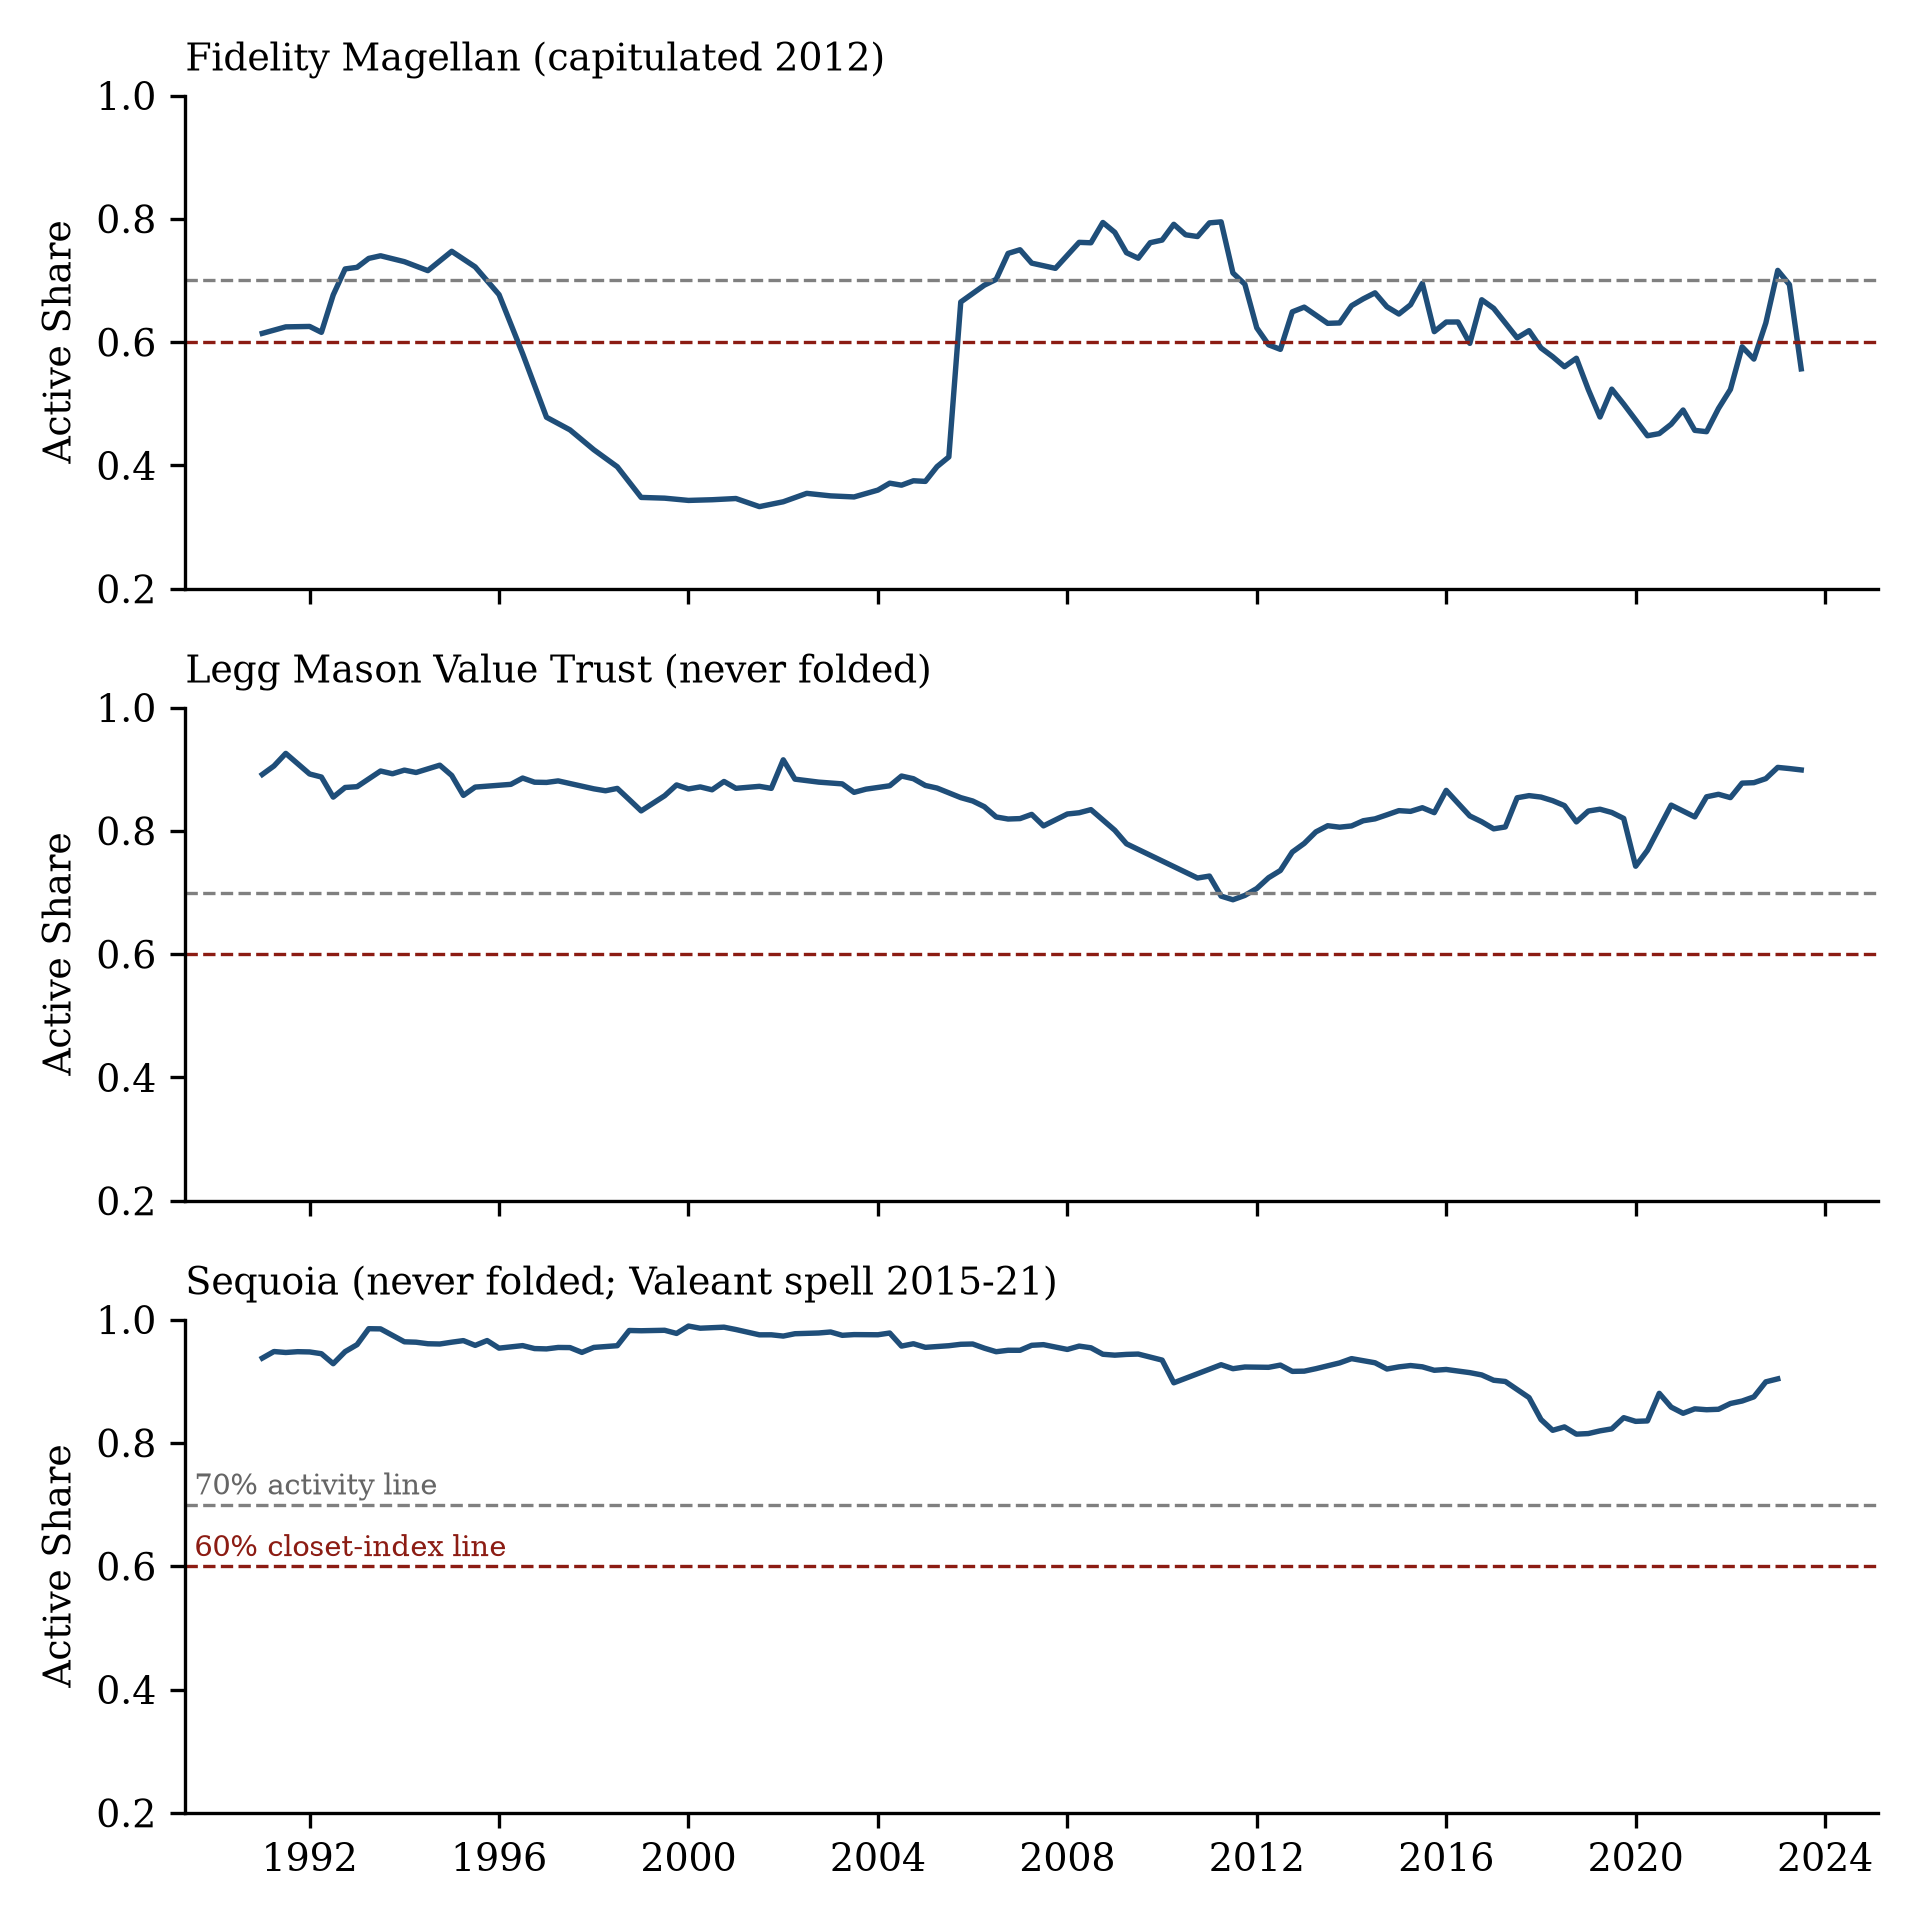 Fidelity Magellan (capitulated 2012)
1.0
0.8
0.6
0.4
0.2
Active Share
Legg Mason Value Trust (never folded)
1.0
0.8
0.6
0.4
0.2
Active Share
Sequoia (never folded; Valeant spell 2015-21)
1.0
0.8
70% activity line
60% closet-index line
0.6
0.4
0.2
Active Share
1992 1996 2000 2004 2008 2012 2016 2020 2024